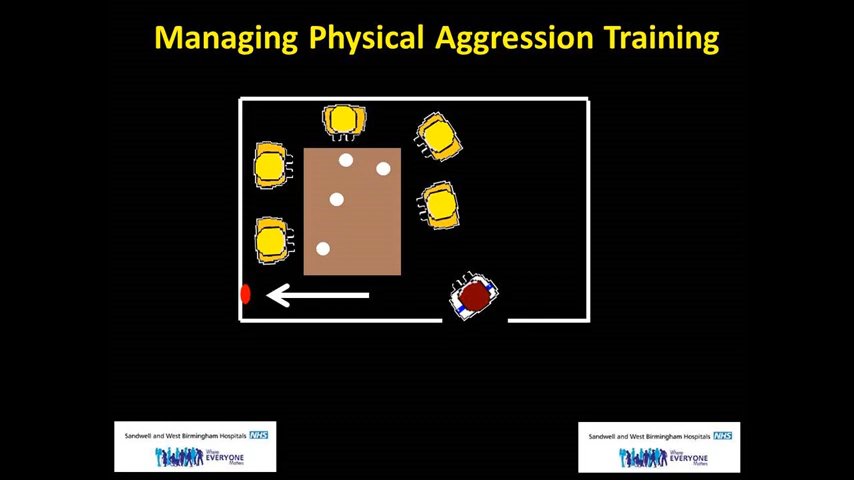 Managing Physical Aggression Training
Sandwell and West Birmingham Hospitals NHS
Where
EVERYONE
Matters
Sandwell and West Birmingham Hospitals NHS
Where
EVERYONE
Matters